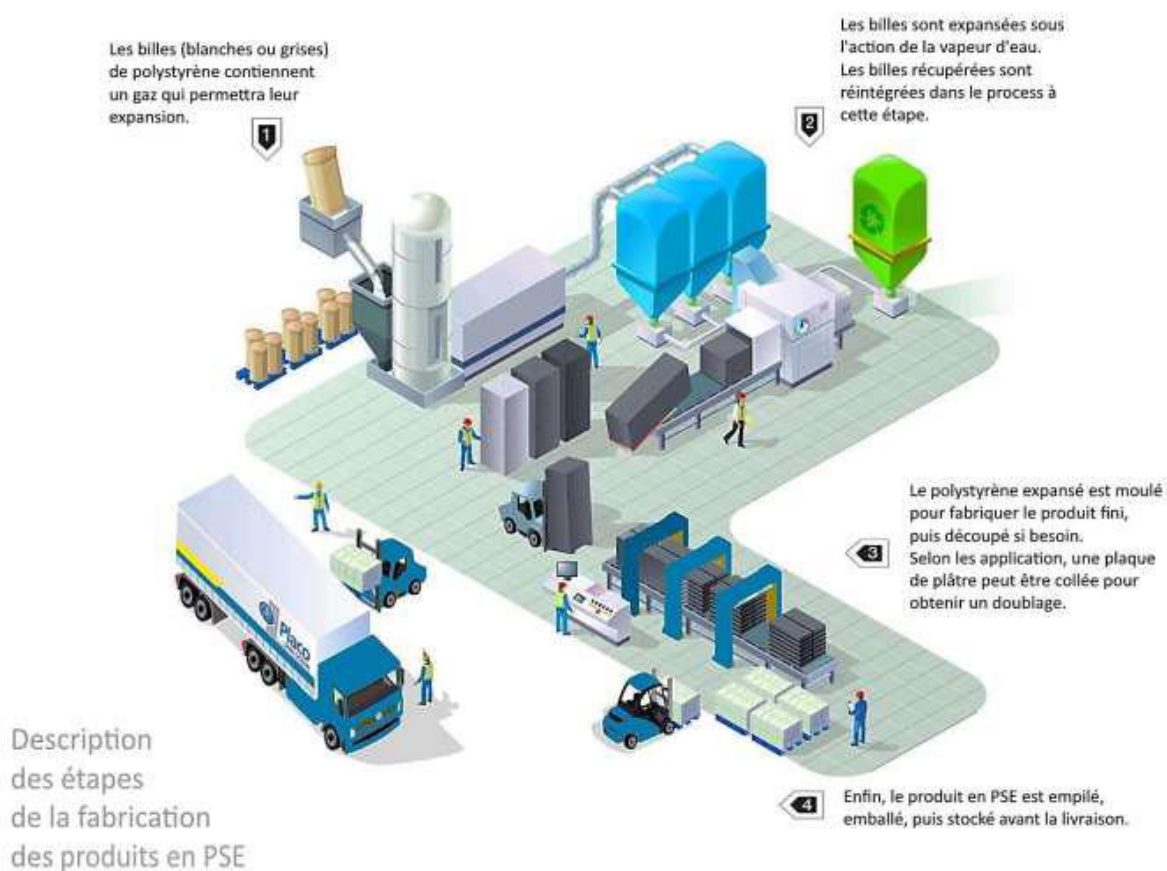 Les billes (blanches ou grises)
de polystyrène contiennent
un gaz qui permettra leur
expansion.
1
Les billes sont expansées sous
l'action de la vapeur d'eau.
Les billes récupérées sont
réintégrées dans le process à
cette étape.
2
Le polystyrène expansé est moulé
pour fabriquer le produit fini,
puis découpé si besoin.
Selon les application, une plaque
de plâtre peut être collée pour
obtenir un doublage.
3
Placo
4
Enfin, le produit en PSE est empilé,
emballé, puis stocké avant la livraison.
Description
des étapes
de la fabrication
des produits en PSE